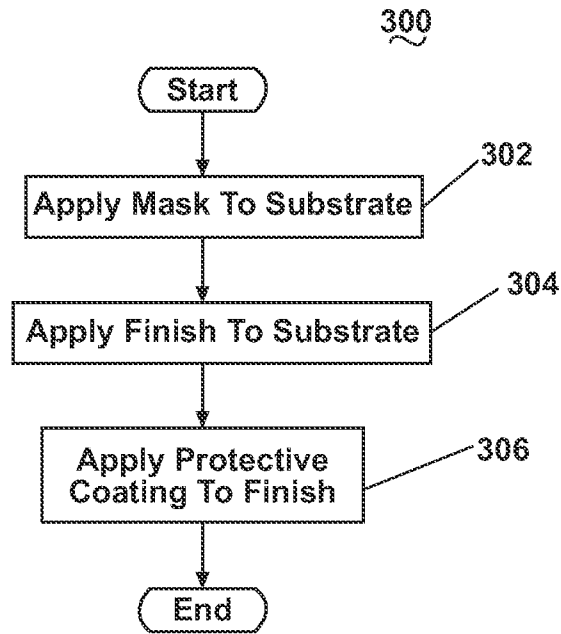 300
Start
Apply Mask To Substrate
302
Apply Finish To Substrate
304
Apply Protective
Coating To Finish
306
End